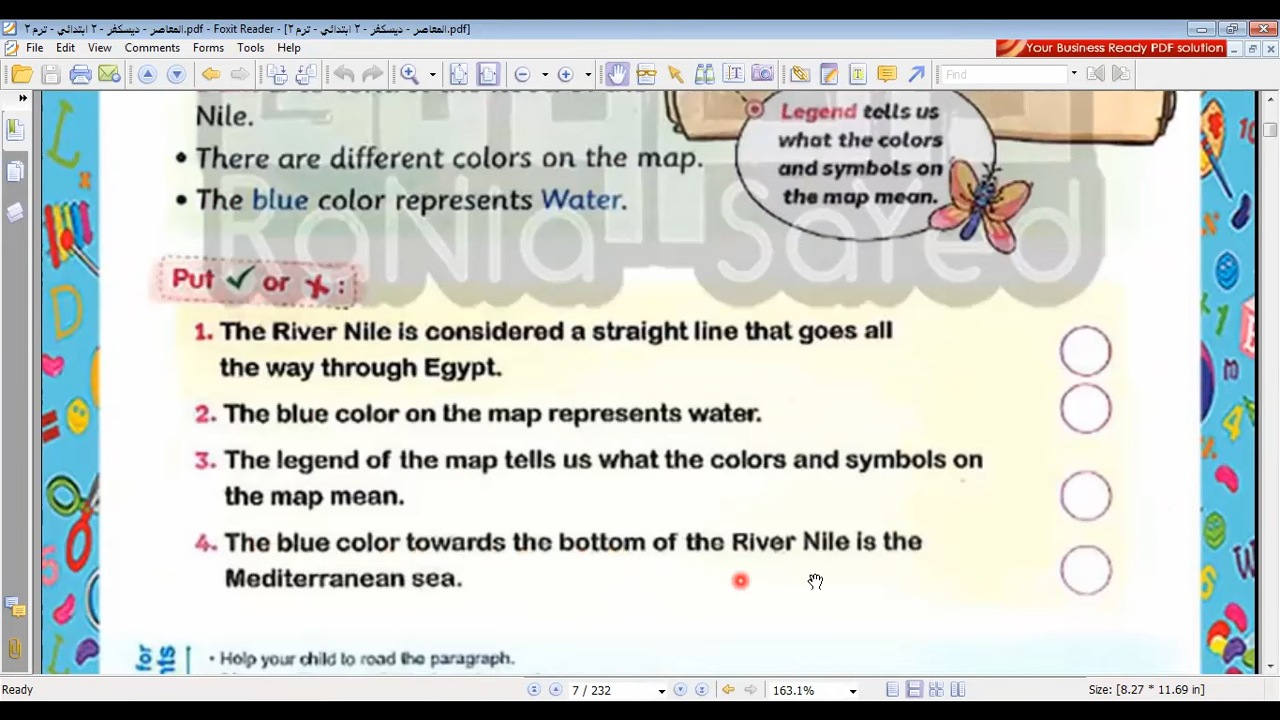 المعاصر - ديسكفر - ٢ ابتدائي - ترم٢.pdf - Foxit Reader - [المعاصر - ديسكفر - ٢ ابتدائي - ترم٢.pdf]
File Edit View Comments Forms Tools Help
Your Business Ready PDF solution
Find
Nile.
• There are different colors on the map.
• The blue color represents Water.
Legend tells us
what the colors
and symbols on
the map mean.
RaNia SaYed
Put ✓ or ✗ :
1. The River Nile is considered a straight line that goes all
the way through Egypt.
2. The blue color on the map represents water.
3. The legend of the map tells us what the colors and symbols on
the map mean.
4. The blue color towards the bottom of the River Nile is the
Mediterranean sea.
for
• Help your child to read the paragraph.
Ready
7 / 232
163.1%
Size: [8.27 * 11.69 in]